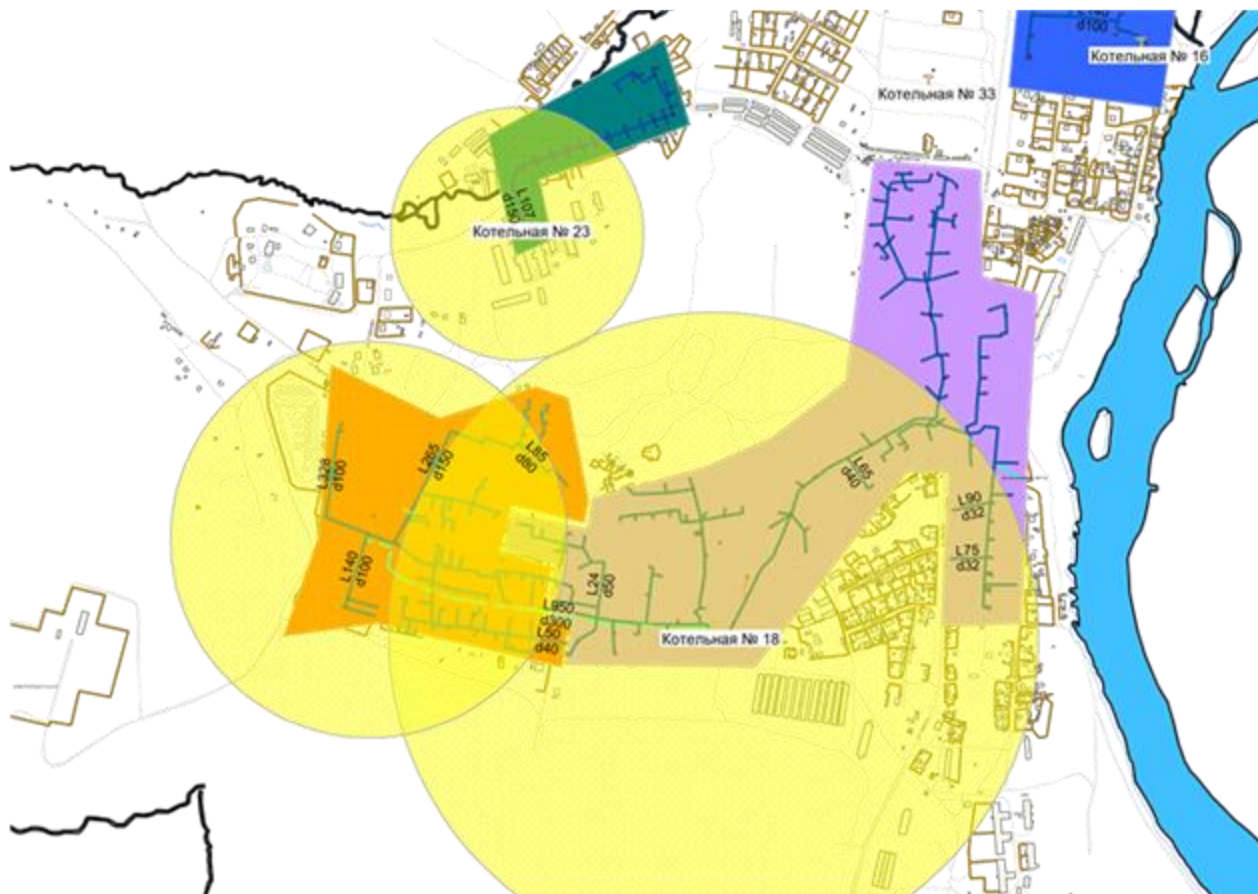 L140
d100
Котельная № 16
Котельная № 33
L107
d150
Котельная № 23
L265
d150
L85
d80
L328
d100
L65
d40
L90
d32
L75
d32
L140
d100
L24
d50
L950
d300
L50
d40
Котельная № 18